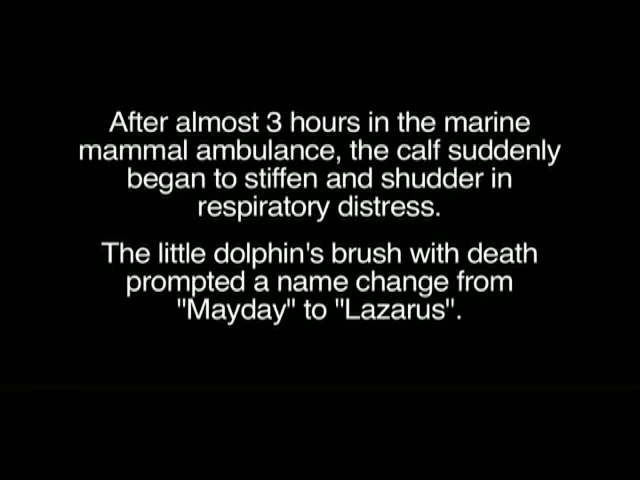 After almost 3 hours in the marine
mammal ambulance, the calf suddenly
began to stiffen and shudder in
respiratory distress.
The little dolphin's brush with death
prompted a name change from
"Mayday" to "Lazarus".